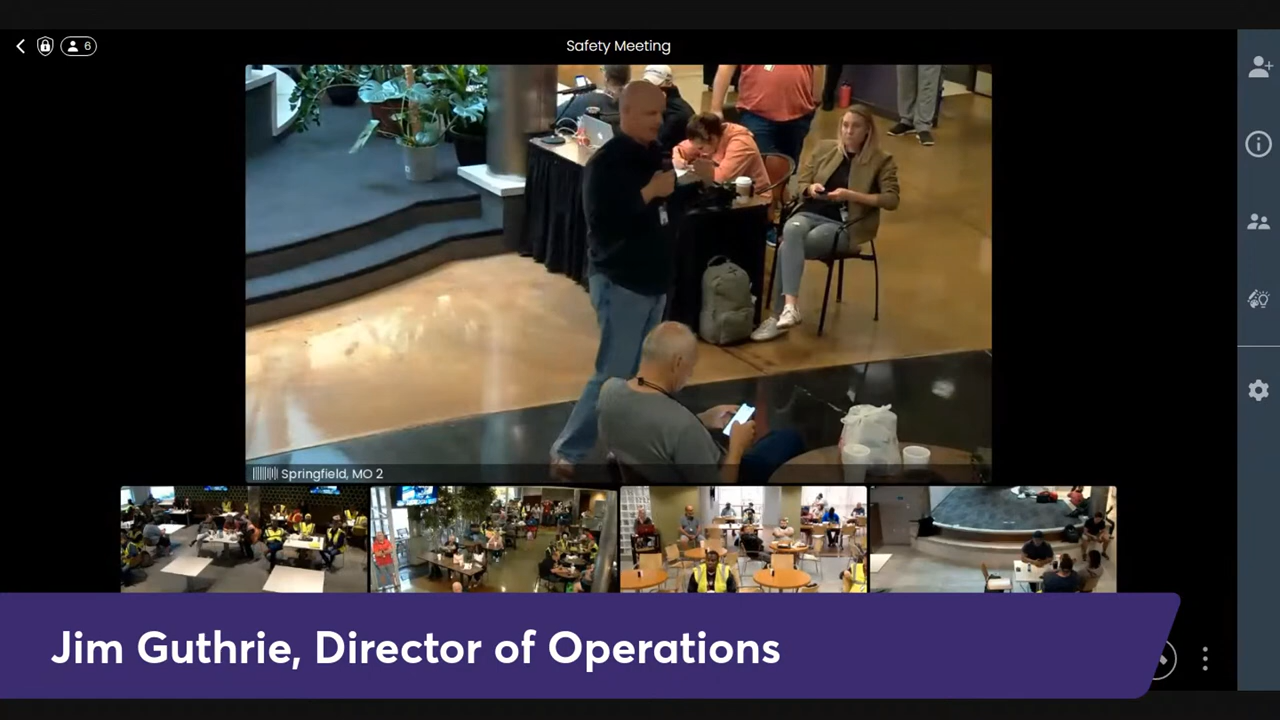 6
Safety Meeting
Springfield, MO 2
Jim Guthrie, Director of Operations